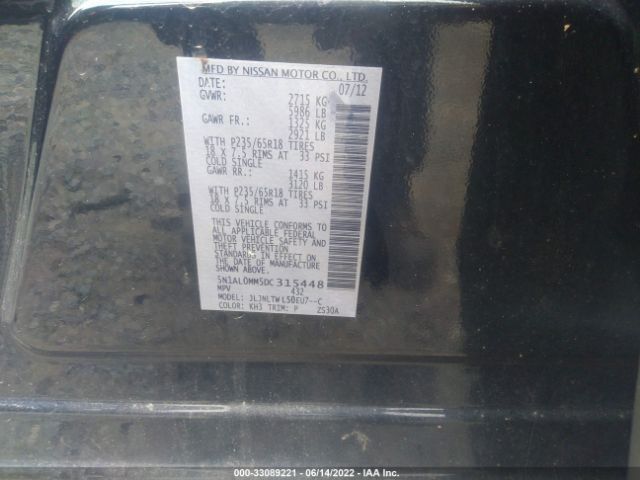 MFD BY NISSAN MOTOR CO., LTD.
DATE: 07/12
GVWR: 2715 KG
5986 LB
GAWR FR.: 1325 KG
2921 LB
WITH P235/65R18 TIRES
18 X 7.5 RIMS AT 33 PSI
COLD SINGLE
GAWR RR.: 1415 KG
3120 LB
WITH P235/65R18 TIRES
18 X 7.5 RIMS AT 33 PSI
COLD SINGLE
THIS VEHICLE CONFORMS TO
ALL APPLICABLE FEDERAL
MOTOR VEHICLE SAFETY AND
THEFT PREVENTION
STANDARDS IN EFFECT ON
THE DATE OF MANUFACTURE
SHOWN ABOVE.
5N1AL0MM5DC315448
MPV 432
MODEL: JLJNLTWL50EU7--C
COLOR: KH3 TRIM: P ZS30A
000-33089221 - 06/14/2022 - IAA Inc.